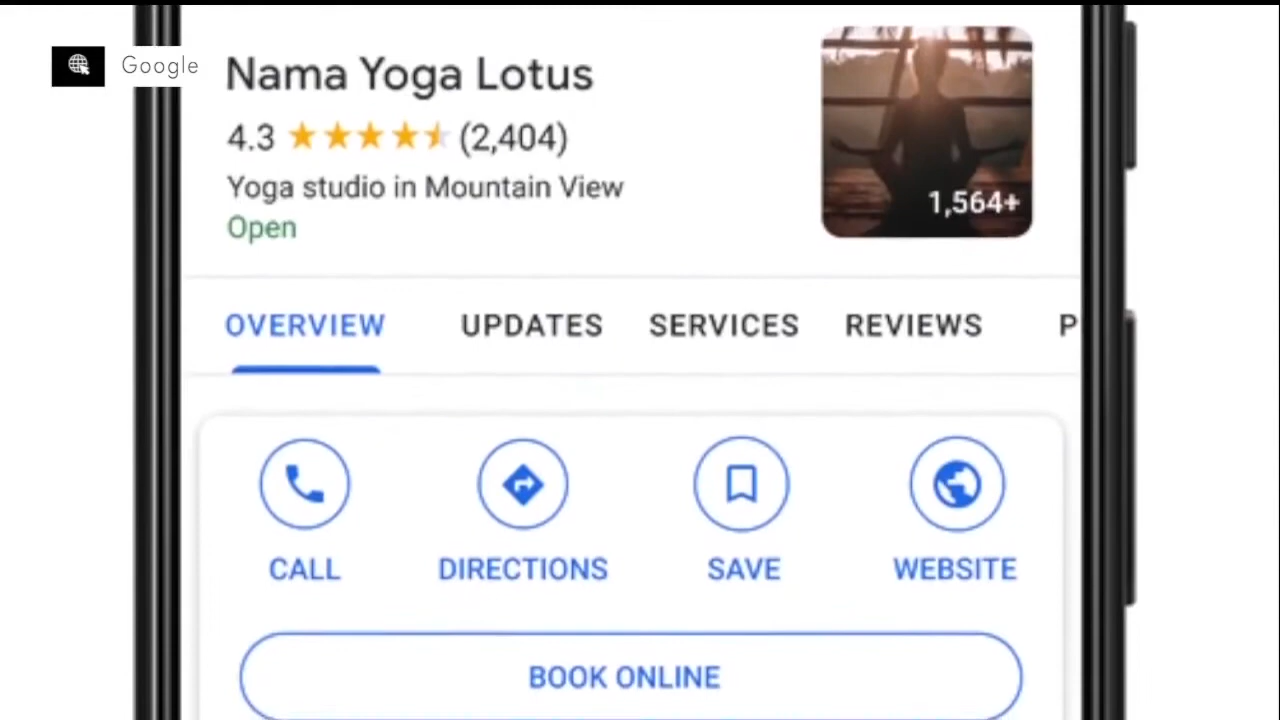 Google
Nama Yoga Lotus
4.3 (2,404)
Yoga studio in Mountain View
Open
1,564+
OVERVIEW UPDATES SERVICES REVIEWS P
CALL DIRECTIONS SAVE WEBSITE
BOOK ONLINE